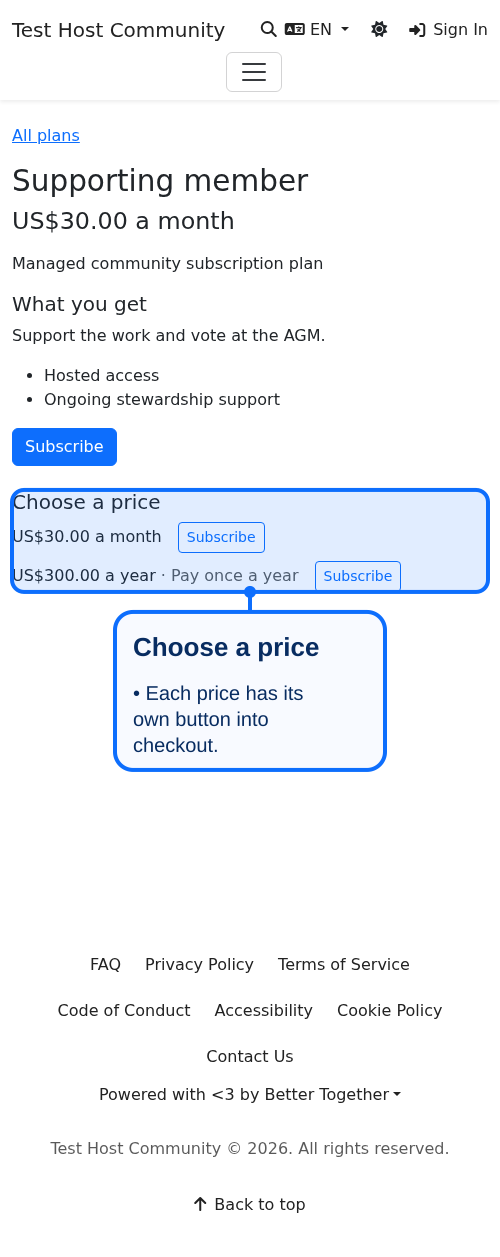 Test Host Community EN Sign In
All plans
Supporting member
US$30.00 a month
Managed community subscription plan
What you get
Support the work and vote at the AGM.
• Hosted access
• Ongoing stewardship support
Subscribe
Choose a price
US$30.00 a month Subscribe
US$300.00 a year · Pay once a year Subscribe
Choose a price
• Each price has its
own button into
checkout.
FAQ Privacy Policy Terms of Service
Code of Conduct Accessibility Cookie Policy
Contact Us
Powered with <3 by Better Together
Test Host Community © 2026. All rights reserved.
Back to top